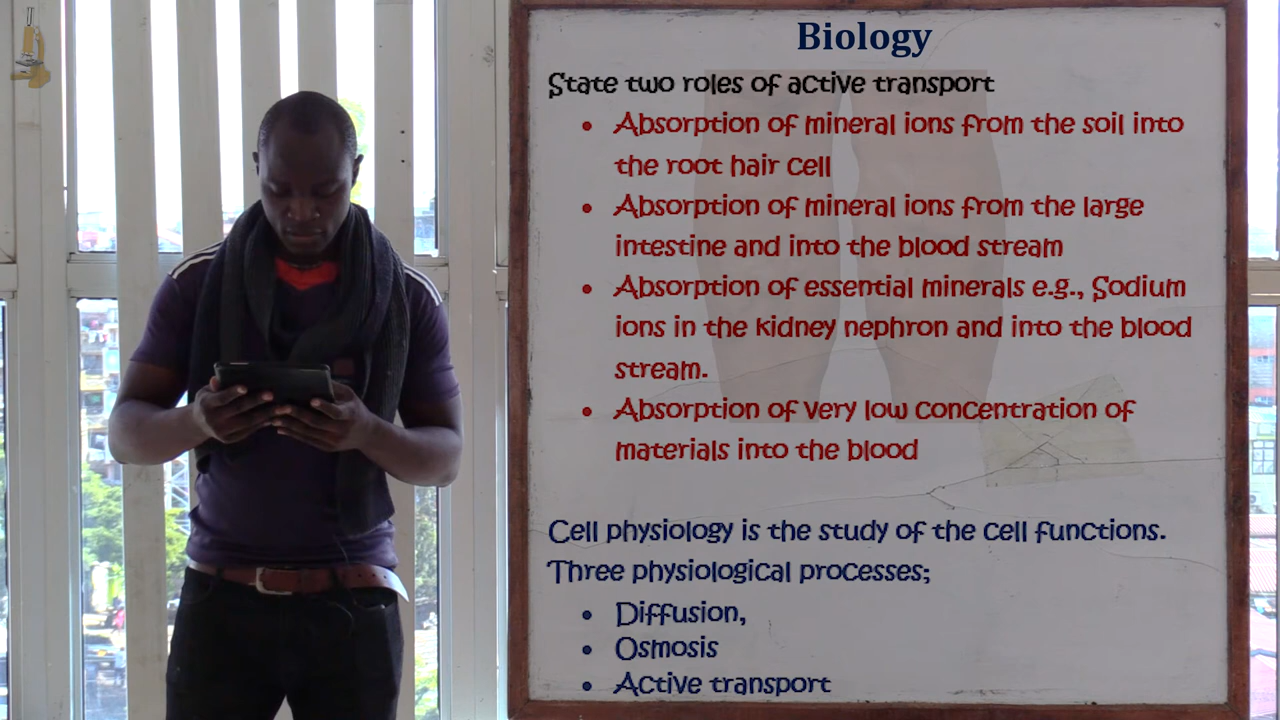 Biology
State two roles of active transport
• Absorption of mineral ions from the soil into
the root hair cell
• Absorption of mineral ions from the large
intestine and into the blood stream
• Absorption of essential minerals e.g., Sodium
ions in the kidney nephron and into the blood
stream.
• Absorption of very low concentration of
materials into the blood
Cell physiology is the study of the cell functions.
Three physiological processes;
• Diffusion,
• Osmosis
• Active transport